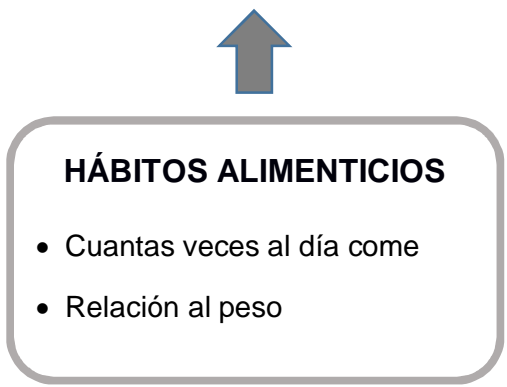 HÁBITOS ALIMENTICIOS
• Cuantas veces al día come
• Relación al peso